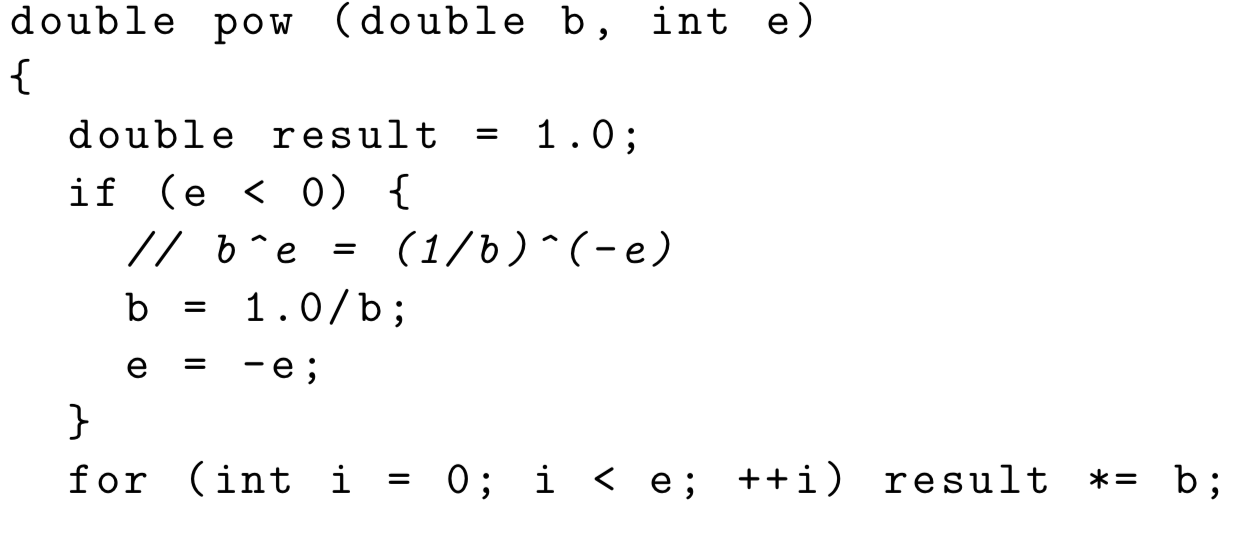 double pow (double b, int e)
{
  double result = 1.0;
  if (e < 0) {
    // b^e = (1/b)^(-e)
    b = 1.0/b;
    e = -e;
  }
  for (int i = 0; i < e; ++i) result *= b;